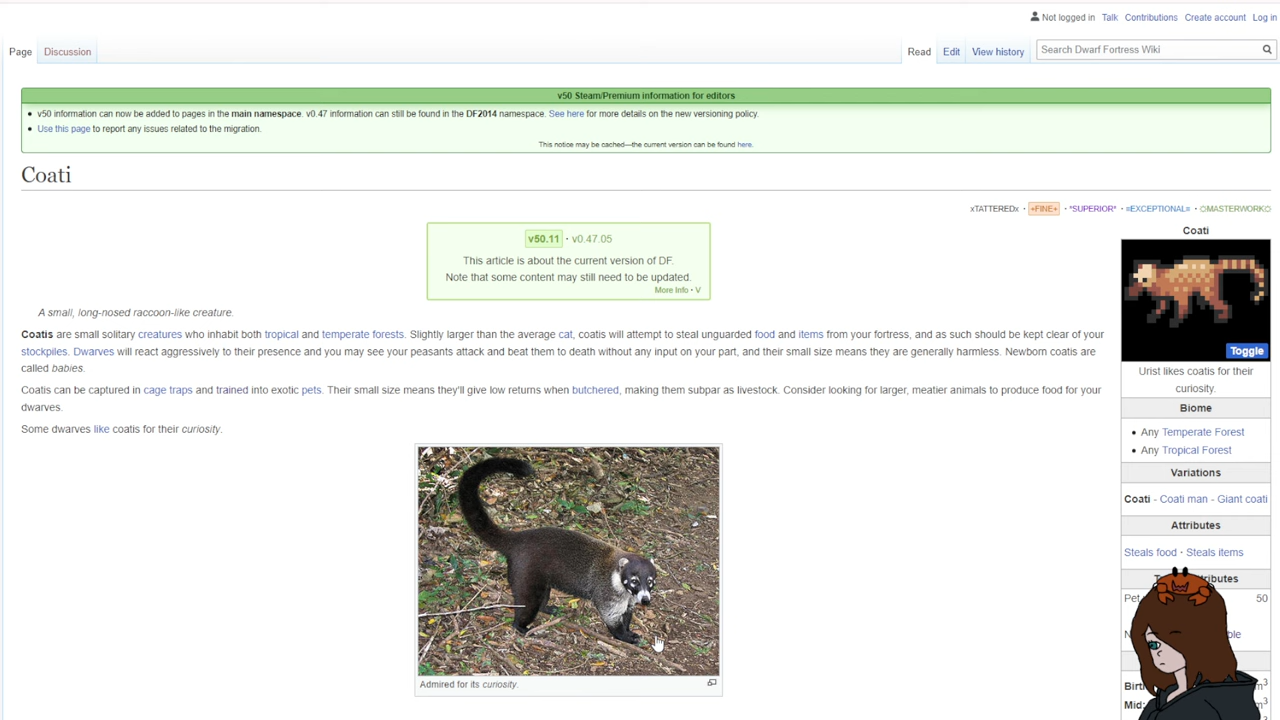 Not logged in Talk Contributions Create account Log in
Page Discussion Read Edit View history Search Dwarf Fortress Wiki
v50 Steam/Premium information for editors
• v50 information can now be added to pages in the main namespace. v0.47 information can still be found in the DF2014 namespace. See here for more details on the new versioning policy.
• Use this page to report any issues related to the migration.
This notice may be cached—the current version can be found here.
Coati
xTATTEREDx · +FINE+ · *SUPERIOR* · ≡EXCEPTIONAL≡ · ☼MASTERWORK☼
v50.11 · v0.47.05
This article is about the current version of DF.
Note that some content may still need to be updated.
More Info • V
A small, long-nosed raccoon-like creature.
Coatis are small solitary creatures who inhabit both tropical and temperate forests. Slightly larger than the average cat, coatis will attempt to steal unguarded food and items from your fortress, and as such should be kept clear of your
stockpiles. Dwarves will react aggressively to their presence and you may see your peasants attack and beat them to death without any input on your part, and their small size means they are generally harmless. Newborn coatis are
called babies.
Coatis can be captured in cage traps and trained into exotic pets. Their small size means they'll give low returns when butchered, making them subpar as livestock. Consider looking for larger, meatier animals to produce food for your
dwarves.
Some dwarves like coatis for their curiosity.
Admired for its curiosity.
Coati
Toggle
Urist likes coatis for their
curiosity.
Biome
• Any Temperate Forest
• Any Tropical Forest
Variations
Coati - Coati man - Giant coati
Attributes
Steals food · Steals items
50
Mid: